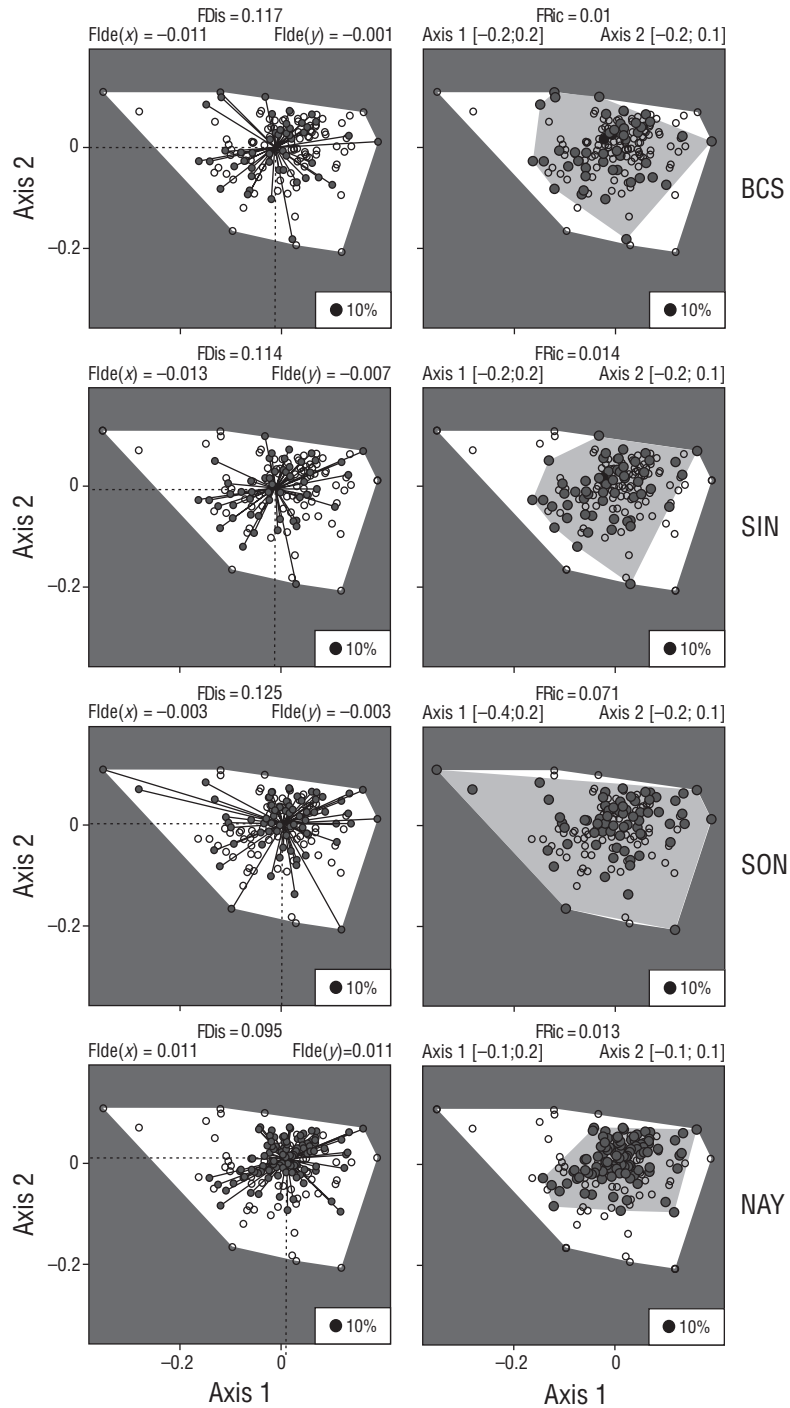 FDis = 0.117
FIde(x) = –0.011 FIde(y) = –0.001
FRic = 0.01
Axis 1 [–0.2;0.2] Axis 2 [–0.2; 0.1]
0
–0.2
Axis 2
10%
10%
BCS
FDis = 0.114
FIde(x) = –0.013 FIde(y) = –0.007
FRic = 0.014
Axis 1 [–0.2;0.2] Axis 2 [–0.2; 0.1]
0
–0.2
Axis 2
10%
10%
SIN
FDis = 0.125
FIde(x) = –0.003 FIde(y) = –0.003
FRic = 0.071
Axis 1 [–0.4;0.2] Axis 2 [–0.2; 0.1]
0
–0.2
Axis 2
10%
10%
SON
FDis = 0.095
FIde(x) = 0.011 FIde(y)=0.011
FRic = 0.013
Axis 1 [–0.1;0.2] Axis 2 [–0.1; 0.1]
0
–0.2
Axis 2
10%
10%
NAY
–0.2 0
–0.2 0
Axis 1
Axis 1